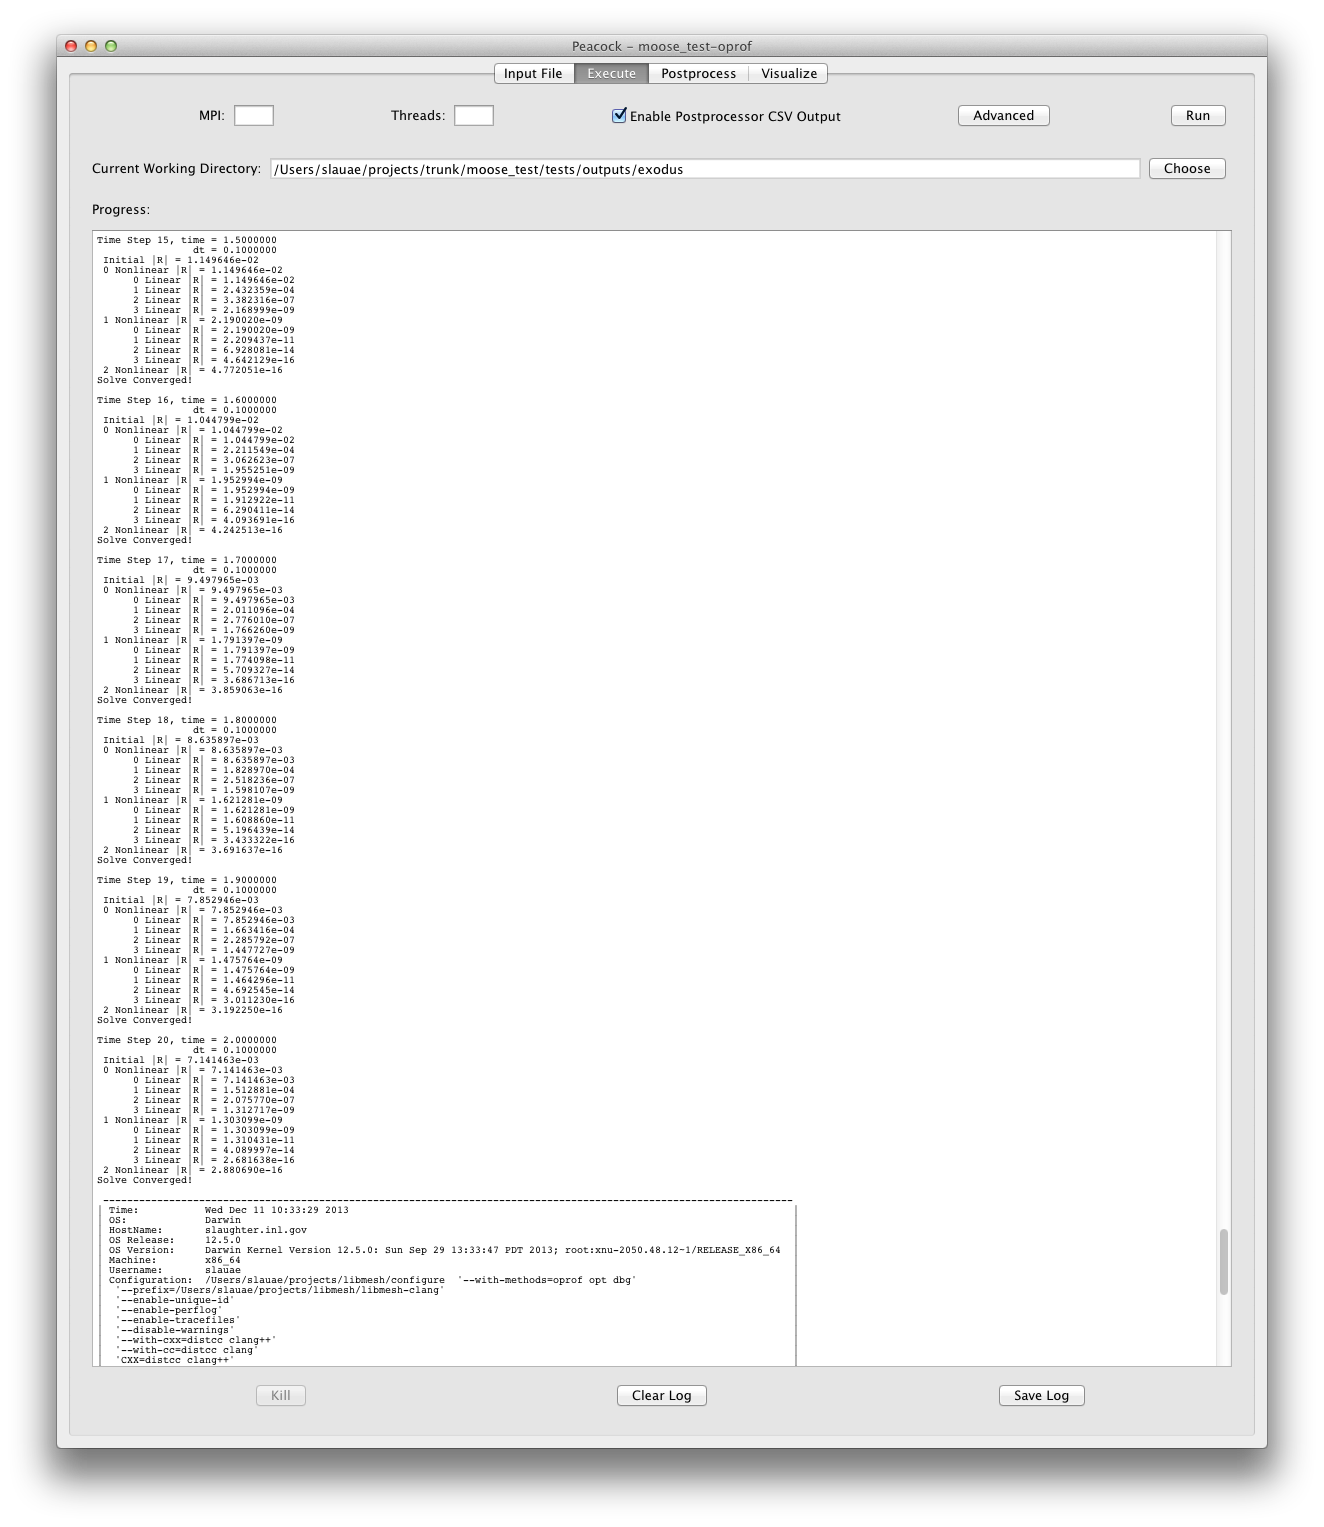 Peacock - moose_test-oprof
Input File Execute Postprocess Visualize
MPI: Threads: Enable Postprocessor CSV Output Advanced Run
Current Working Directory: /Users/slauae/projects/trunk/moose_test/tests/outputs/exodus Choose
Progress:
Time Step 15, time = 1.5000000
dt = 0.1000000
Initial |R| = 1.149646e-02
0 Nonlinear |R| = 1.149646e-02
0 Linear |R| = 1.149646e-02
1 Linear |R| = 2.432359e-04
2 Linear |R| = 3.382316e-07
3 Linear |R| = 2.168999e-09
1 Nonlinear |R| = 2.190020e-09
0 Linear |R| = 2.190020e-09
1 Linear |R| = 2.209437e-11
2 Linear |R| = 6.928081e-14
3 Linear |R| = 4.642129e-16
2 Nonlinear |R| = 4.772051e-16
Solve Converged!
Time Step 16, time = 1.6000000
dt = 0.1000000
Initial |R| = 1.044799e-02
0 Nonlinear |R| = 1.044799e-02
0 Linear |R| = 1.044799e-02
1 Linear |R| = 2.211549e-04
2 Linear |R| = 3.062623e-07
3 Linear |R| = 1.955251e-09
1 Nonlinear |R| = 1.952994e-09
0 Linear |R| = 1.952994e-09
1 Linear |R| = 1.912922e-11
2 Linear |R| = 6.290411e-14
3 Linear |R| = 4.093691e-16
2 Nonlinear |R| = 4.242513e-16
Solve Converged!
Time Step 17, time = 1.7000000
dt = 0.1000000
Initial |R| = 9.497965e-03
0 Nonlinear |R| = 9.497965e-03
0 Linear |R| = 9.497965e-03
1 Linear |R| = 2.011096e-04
2 Linear |R| = 2.776010e-07
3 Linear |R| = 1.766260e-09
1 Nonlinear |R| = 1.791397e-09
0 Linear |R| = 1.791397e-09
1 Linear |R| = 1.774098e-11
2 Linear |R| = 5.709327e-14
3 Linear |R| = 3.686713e-16
2 Nonlinear |R| = 3.859063e-16
Solve Converged!
Time Step 18, time = 1.8000000
dt = 0.1000000
Initial |R| = 8.635897e-03
0 Nonlinear |R| = 8.635897e-03
0 Linear |R| = 8.635897e-03
1 Linear |R| = 1.828970e-04
2 Linear |R| = 2.518236e-07
3 Linear |R| = 1.598107e-09
1 Nonlinear |R| = 1.621281e-09
0 Linear |R| = 1.621281e-09
1 Linear |R| = 1.608860e-11
2 Linear |R| = 5.196439e-14
3 Linear |R| = 3.433322e-16
2 Nonlinear |R| = 3.691637e-16
Solve Converged!
Time Step 19, time = 1.9000000
dt = 0.1000000
Initial |R| = 7.852946e-03
0 Nonlinear |R| = 7.852946e-03
0 Linear |R| = 7.852946e-03
1 Linear |R| = 1.663416e-04
2 Linear |R| = 2.285792e-07
3 Linear |R| = 1.447727e-09
1 Nonlinear |R| = 1.475764e-09
0 Linear |R| = 1.475764e-09
1 Linear |R| = 1.464296e-11
2 Linear |R| = 4.692545e-14
3 Linear |R| = 3.011230e-16
2 Nonlinear |R| = 3.192250e-16
Solve Converged!
Time Step 20, time = 2.0000000
dt = 0.1000000
Initial |R| = 7.141463e-03
0 Nonlinear |R| = 7.141463e-03
0 Linear |R| = 7.141463e-03
1 Linear |R| = 1.512881e-04
2 Linear |R| = 2.075770e-07
3 Linear |R| = 1.312717e-09
1 Nonlinear |R| = 1.303099e-09
0 Linear |R| = 1.303099e-09
1 Linear |R| = 1.310431e-11
2 Linear |R| = 4.089997e-14
3 Linear |R| = 2.681638e-16
2 Nonlinear |R| = 2.880690e-16
Solve Converged!
Time: Wed Dec 11 10:33:29 2013
OS: Darwin
HostName: slaughter.inl.gov
OS Release: 12.5.0
OS Version: Darwin Kernel Version 12.5.0: Sun Sep 29 13:33:47 PDT 2013; root:xnu-2050.48.12~1/RELEASE_X86_64
Machine: x86_64
Username: slauae
Configuration: /Users/slauae/projects/libmesh/configure '--with-methods=oprof opt dbg'
'--prefix=/Users/slauae/projects/libmesh/libmesh-clang'
'--enable-unique-id'
'--enable-perflog'
'--enable-tracefiles'
'--disable-warnings'
'--with-cxx=distcc clang++'
'--with-cc=distcc clang'
'CXX=distcc clang++'
Kill Clear Log Save Log